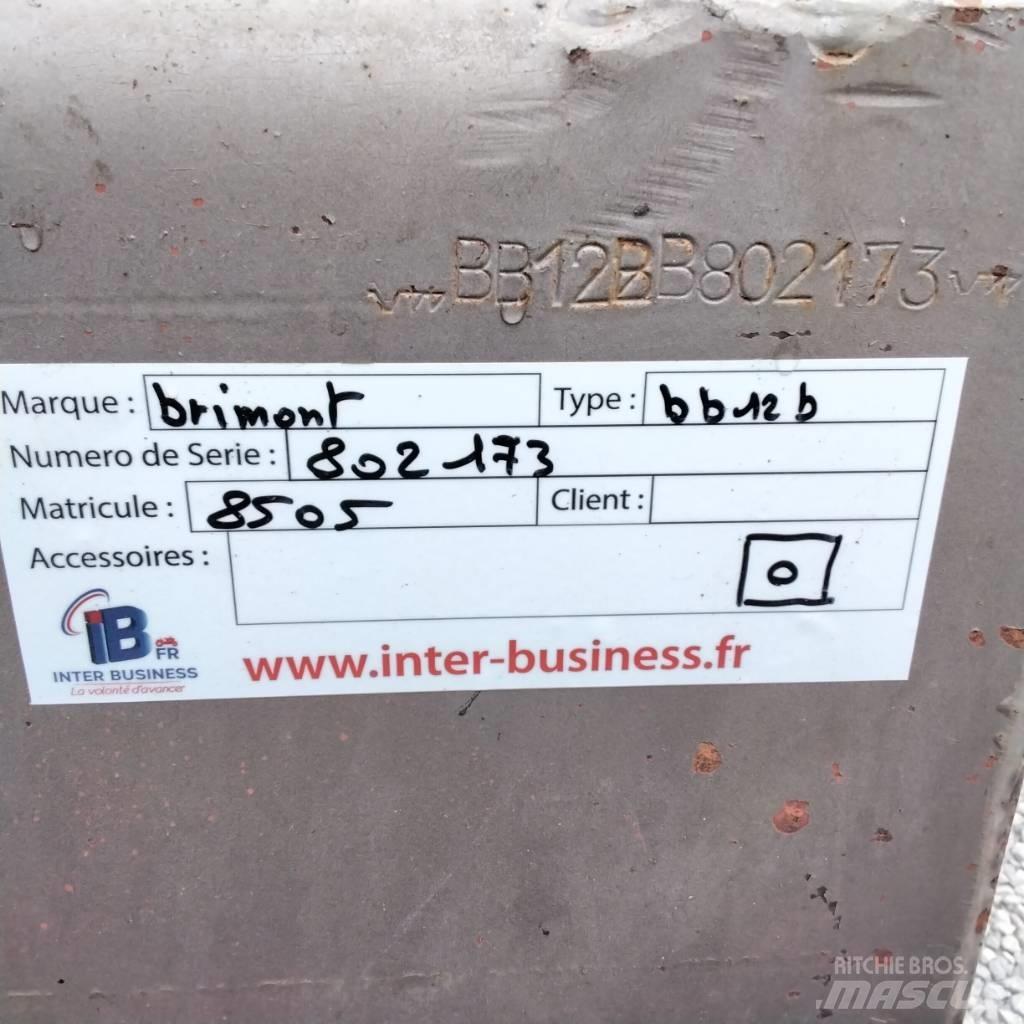 BB12BB802173
Marque : brimont Type : bb12b
Numero de Serie : 802173
Matricule : 8505 Client :
Accessoires : 0
iB
FR
INTER BUSINESS
La volonté d'avancer
www.inter-business.fr
RITCHIE BROS.
MASCUS